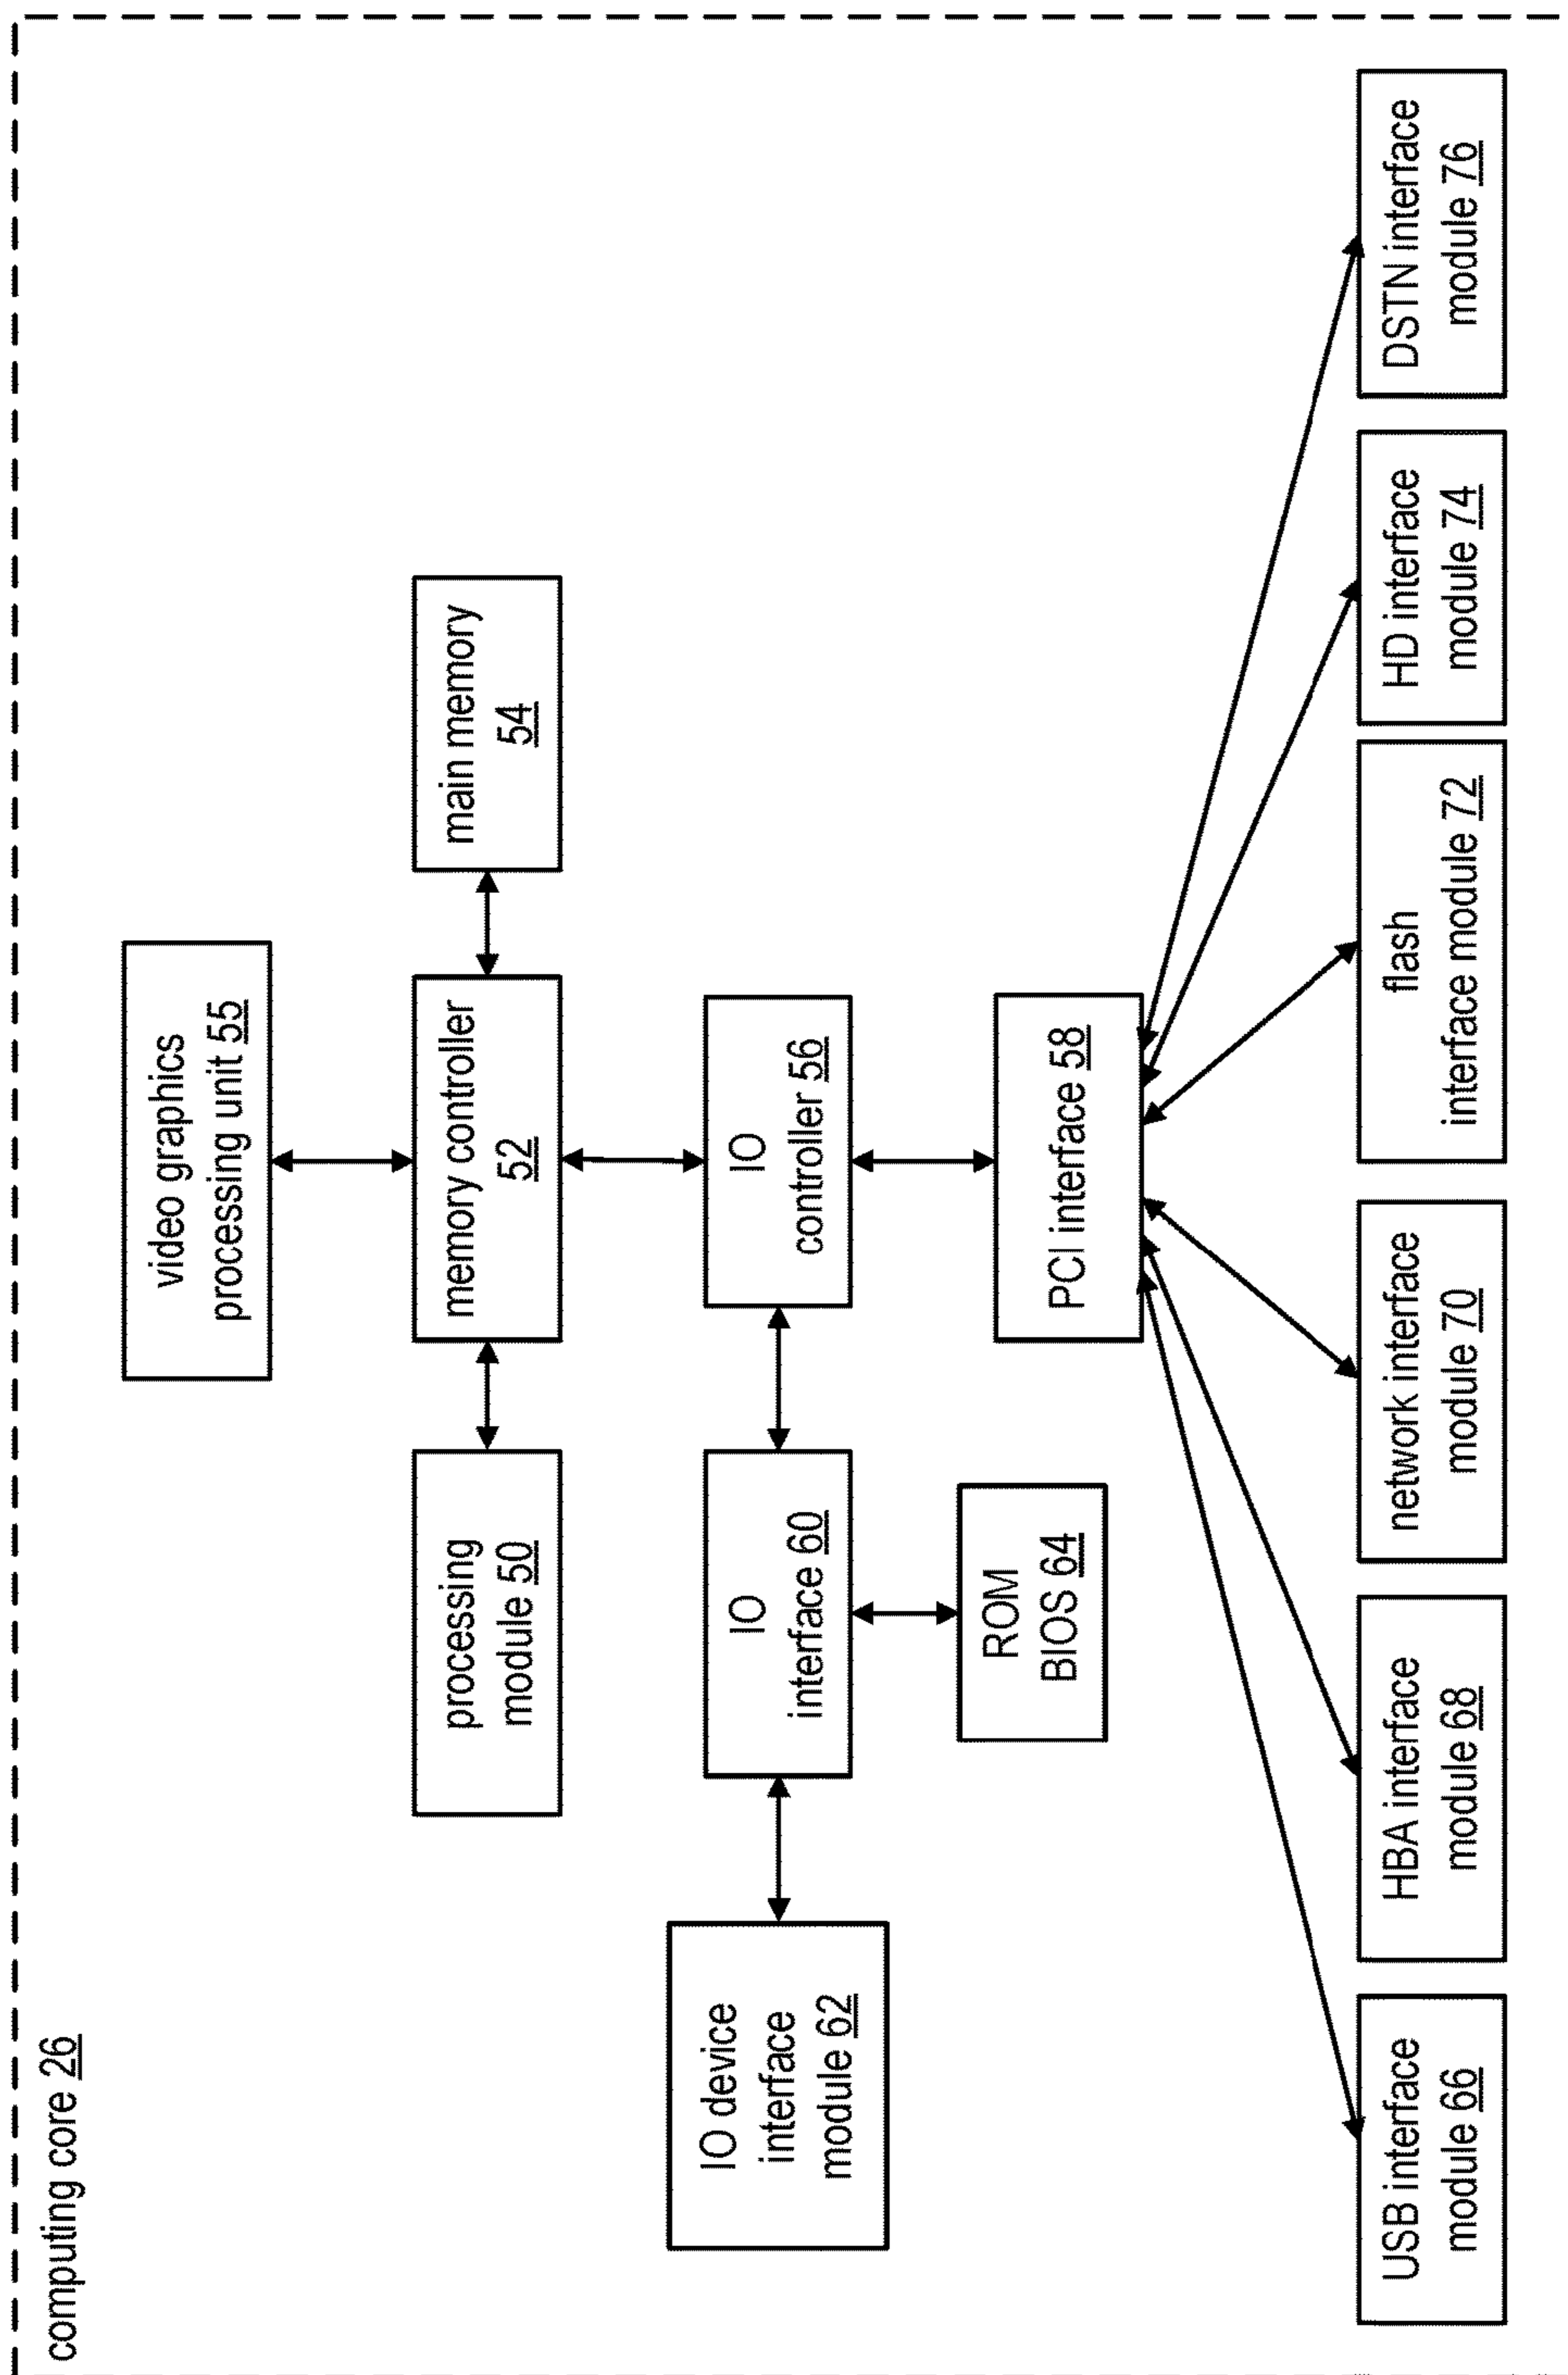 computing core 26
video graphics
processing unit 55
processing
module 50
memory controller
52
main memory
54
IO device
interface
module 62
IO
interface 60
IO
controller 56
ROM
BIOS 64
PCI interface 58
USB interface
module 66
HBA interface
module 68
network interface
module 70
flash
interface module 72
HD interface
module 74
DSTN interface
module 76